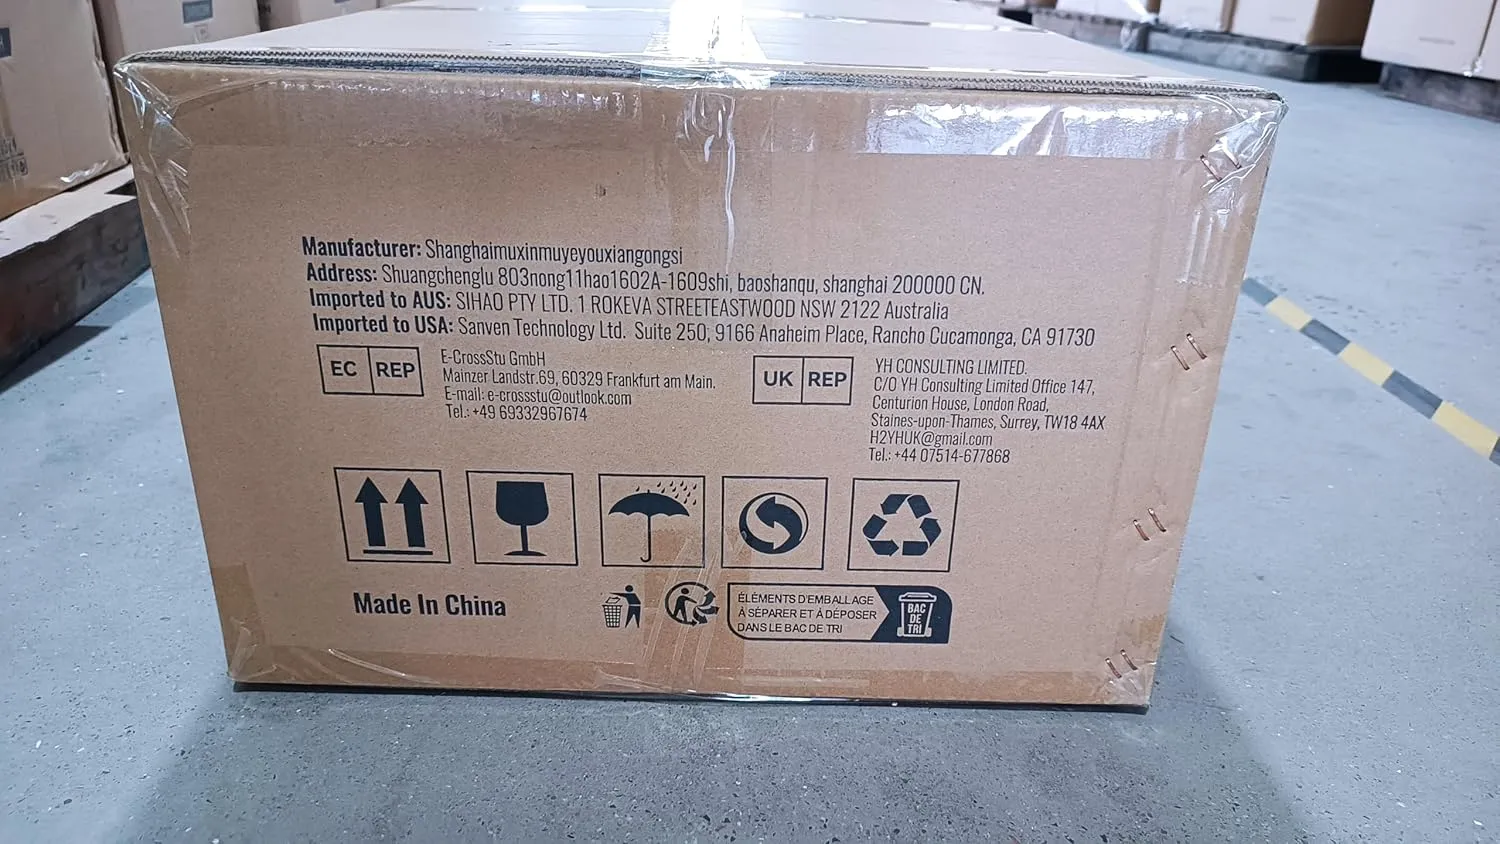 Manufacturer: Shanghaimuxinmuyeyouxiangongsi
Address: Shuangchenglu 803nong11hao1602A-1609shi, baoshanqu, shanghai 200000 CN.
Imported to AUS: SIHAO PTY LTD. 1 ROKEVA STREETEASTWOOD NSW 2122 Australia
Imported to USA: Sanven Technology Ltd. Suite 250, 9166 Anaheim Place, Rancho Cucamonga, CA 91730
EC REP
E-CrossStu GmbH
Mainzer Landstr.69, 60329 Frankfurt am Main.
E-mail: e-crossstu@outlook.com
Tel.: +49 69332967674
UK REP
YH CONSULTING LIMITED.
C/O YH Consulting Limited Office 147,
Centurion House, London Road,
Staines-upon-Thames, Surrey, TW18 4AX
H2YHUK@gmail.com
Tel.: +44 07514-677868
Made In China
ÉLÉMENTS D'EMBALLAGE
À SÉPARER ET À DÉPOSER
DANS LE BAC DE TRI
BAC
DE
TRI